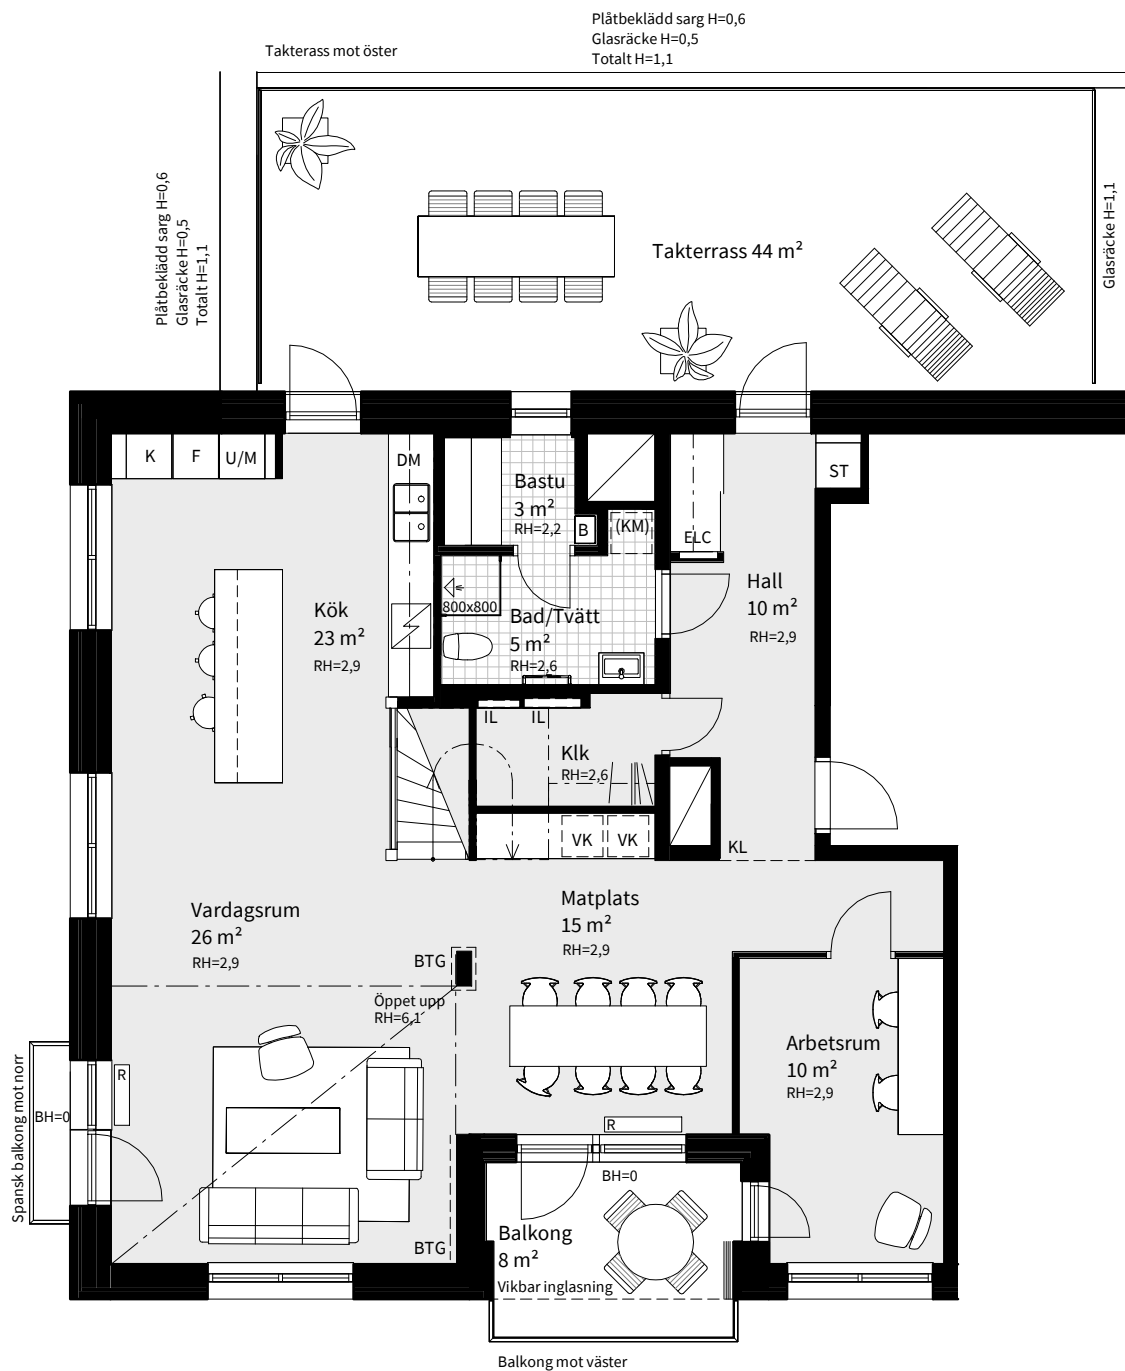 Plåtbeklädd sarg H=0,6
Glasräcke H=0,5
Totalt H=1,1
Takterass mot öster
Plåtbeklädd sarg H=0,6
Glasräcke H=0,5
Totalt H=1,1
Takterrass 44 m²
Glasräcke H=1,1
K
F
U/M
DM
Bastu
3 m²
RH=2,2
B
(KM)
ELC
ST
800x800
Bad/Tvätt
5 m²
RH=2,6
Hall
10 m²
RH=2,9
Kök
23 m²
RH=2,9
IL
IL
Klk
RH=2,6
VK
VK
KL
Vardagsrum
26 m²
RH=2,9
Matplats
15 m²
RH=2,9
BTG
Öppet upp
RH=6,1
Arbetsrum
10 m²
RH=2,9
Spansk balkong mot norr
BH=0
R
R
BH=0
BTG
Balkong
8 m²
Vikbar inglasning
Balkong mot väster